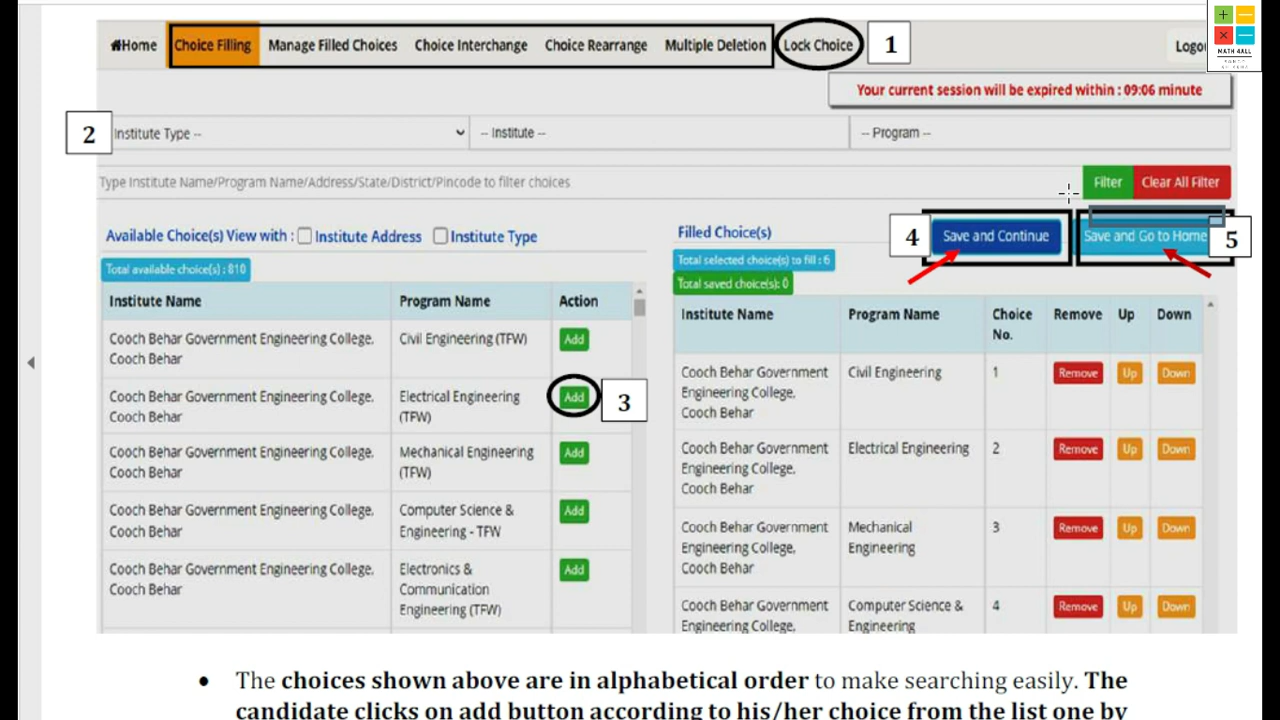 Home Choice Filling Manage Filled Choices Choice Interchange Choice Rearrange Multiple Deletion Lock Choice 1
MATH 4ALL
Your current session will be expired within : 09:06 minute
2 Institute Type -- -- Institute -- -- Program --
Type Institute Name/Program Name/Address/State/District/Pincode to filter choices Filter Clear All Filter
Available Choice(s) View with : Institute Address Institute Type
Total available choice(s) : 810
Institute Name Program Name Action
Cooch Behar Government Engineering College, Civil Engineering (TFW) Add
Cooch Behar
Cooch Behar Government Engineering College, Electrical Engineering Add 3
Cooch Behar (TFW)
Cooch Behar Government Engineering College, Mechanical Engineering Add
Cooch Behar (TFW)
Cooch Behar Government Engineering College, Computer Science & Add
Cooch Behar Engineering - TFW
Cooch Behar Government Engineering College, Electronics & Add
Cooch Behar Communication
Engineering (TFW)
Filled Choice(s) 4 Save and Continue Save and Go to Home 5
Total selected choice(s) to fill : 6
Total saved choice(s): 0
Institute Name Program Name Choice Remove Up Down
No.
Cooch Behar Government Civil Engineering 1 Remove Up Down
Engineering College,
Cooch Behar
Cooch Behar Government Electrical Engineering 2 Remove Up Down
Engineering College,
Cooch Behar
Cooch Behar Government Mechanical 3 Remove Up Down
Engineering College, Engineering
Cooch Behar
Cooch Behar Government Computer Science & 4 Remove Up Down
Engineering College, Engineering
• The choices shown above are in alphabetical order to make searching easily. The
candidate clicks on add button according to his/her choice from the list one by